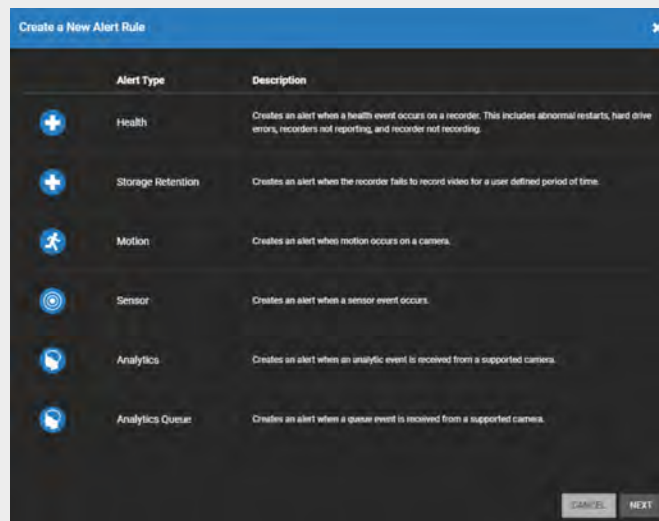 Create a New Alert Rule
Alert Type Description
Health Creates an alert when a health event occurs on a recorder. This includes abnormal restarts, hard drive
errors, recorders not reporting, and recorder not recording.
Storage Retention Creates an alert when the recorder fails to record video for a user defined period of time.
Motion Creates an alert when motion occurs on a camera.
Sensor Creates an alert when a sensor event occurs.
Analytics Creates an alert when an analytic event is received from a supported camera.
Analytics Queue Creates an alert when a queue event is received from a supported camera.
CANCEL NEXT